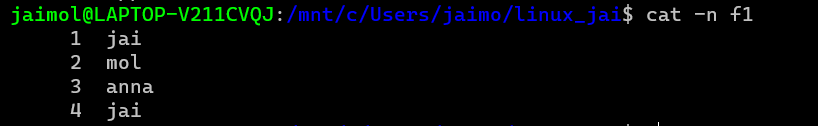 jaimol@LAPTOP-V211CVQJ:/mnt/c/Users/jaimo/linux_jai$ cat -n f1
1 jai
2 mol
3 anna
4 jai